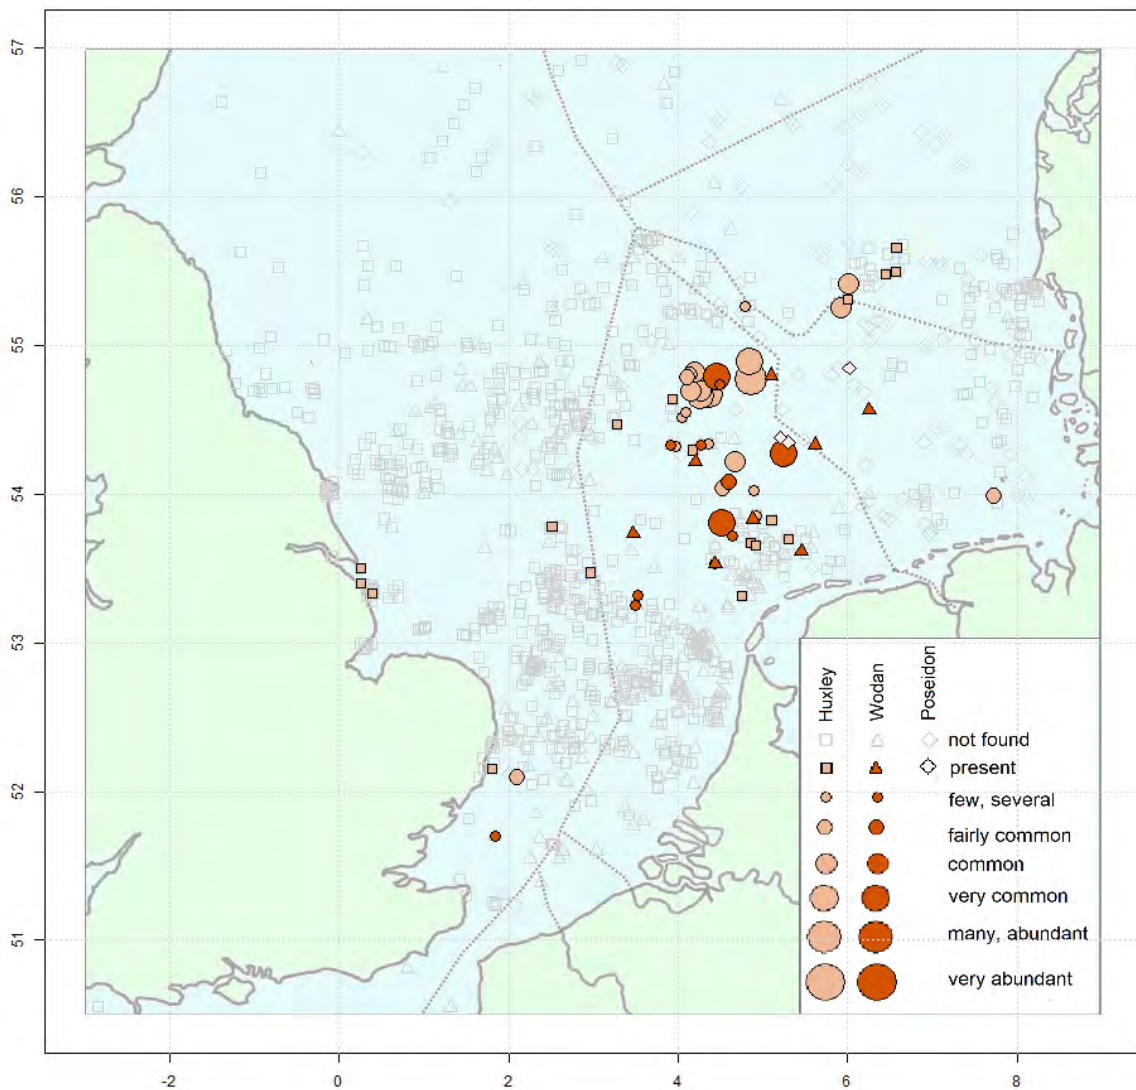 57
56
55
54
53
52
51
Huxley
Wodan
Poseidon
not found
present
few, several
fairly common
common
very common
many, abundant
very abundant
-2
0
2
4
6
8